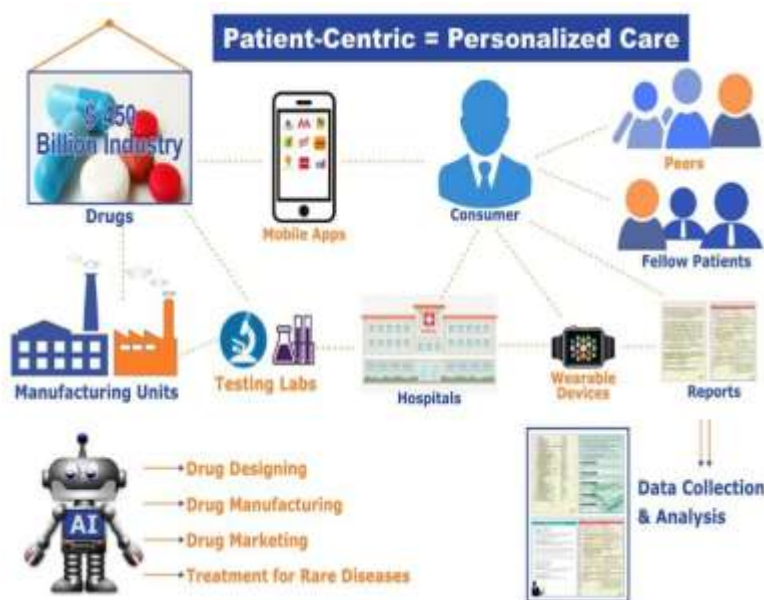 Patient-Centric = Personalized Care
$ 450
Billion Industry
Drugs
Mobile Apps
Consumer
Peers
Fellow Patients
Manufacturing Units
Testing Labs
Hospitals
Wearable
Devices
Reports
AI
Drug Designing
Drug Manufacturing
Drug Marketing
Treatment for Rare Diseases
Data Collection
& Analysis